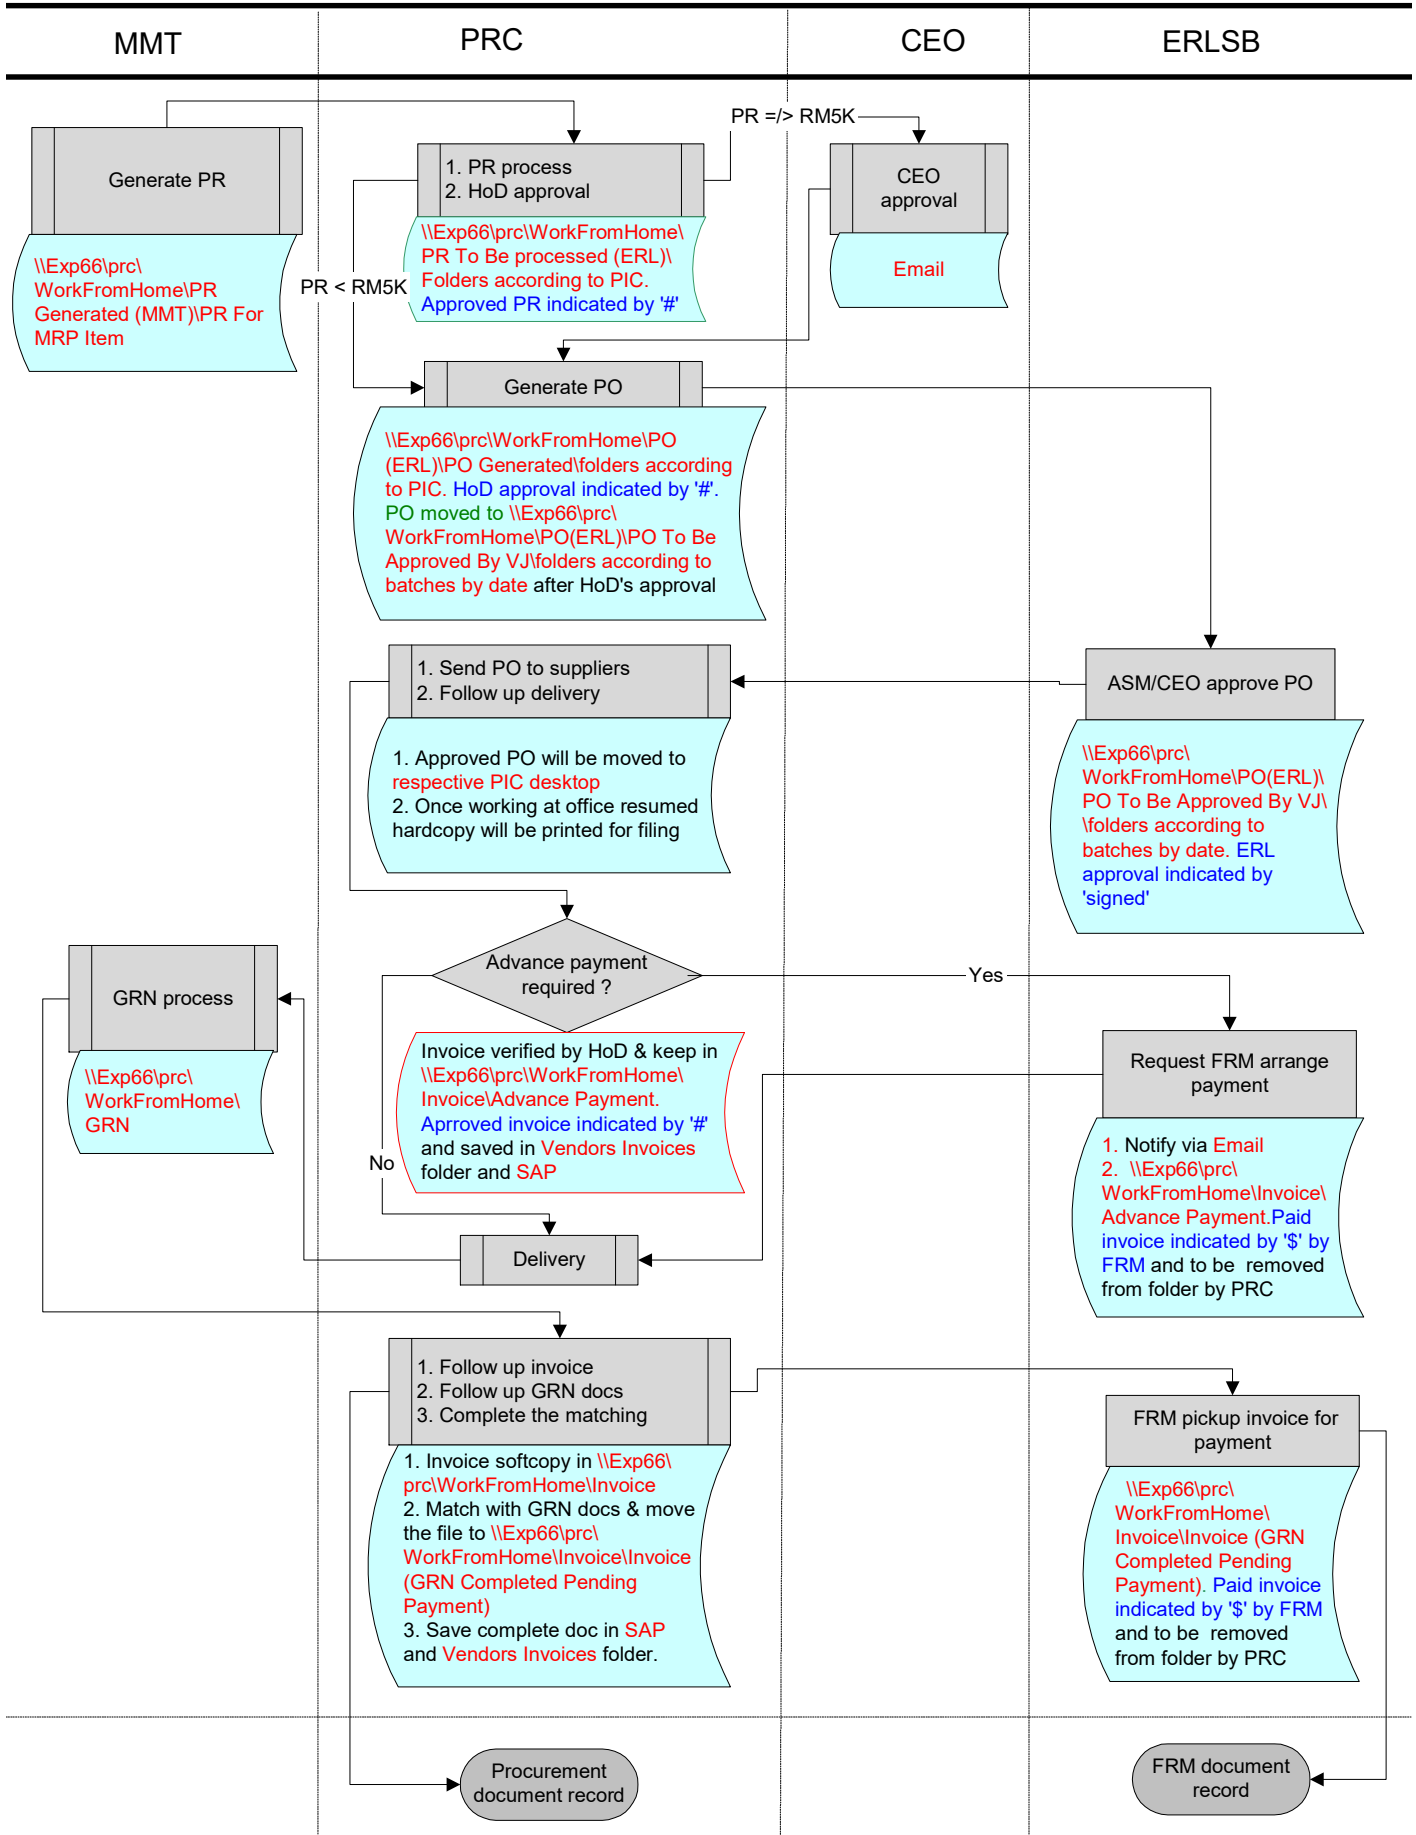 MMT
PRC
CEO
ERLSB
PR =/> RM5K
Generate PR
1. PR process
2. HoD approval
CEO
approval
\\Exp66\prc\
WorkFromHome\PR
Generated (MMT)\PR For
MRP Item
PR < RM5K
\\Exp66\prc\WorkFromHome\
PR To Be processed (ERL)\
Folders according to PIC.
Approved PR indicated by '#'
Email
Generate PO
\\Exp66\prc\WorkFromHome\PO
(ERL)\PO Generated\folders according
to PIC. HoD approval indicated by '#'.
PO moved to \\Exp66\prc\
WorkFromHome\PO(ERL)\PO To Be
Approved By VJ\folders according to
batches by date after HoD's approval
1. Send PO to suppliers
2. Follow up delivery
ASM/CEO approve PO
1. Approved PO will be moved to
respective PIC desktop
2. Once working at office resumed
hardcopy will be printed for filing
\\Exp66\prc\
WorkFromHome\PO(ERL)\
PO To Be Approved By VJ\
\folders according to
batches by date. ERL
approval indicated by
'signed'
Advance payment
required ?
Yes
GRN process
\\Exp66\prc\
WorkFromHome\
GRN
Invoice verified by HoD & keep in
\\Exp66\prc\WorkFromHome\
Invoice\Advance Payment.
Aprroved invoice indicated by '#'
and saved in Vendors Invoices
folder and SAP
No
Request FRM arrange
payment
1. Notify via Email
2. \\Exp66\prc\
WorkFromHome\Invoice\
Advance Payment.Paid
invoice indicated by '$' by
FRM and to be removed
from folder by PRC
Delivery
1. Follow up invoice
2. Follow up GRN docs
3. Complete the matching
FRM pickup invoice for
payment
1. Invoice softcopy in \\Exp66\
prc\WorkFromHome\Invoice
2. Match with GRN docs & move
the file to \\Exp66\prc\
WorkFromHome\Invoice\Invoice
(GRN Completed Pending
Payment)
3. Save complete doc in SAP
and Vendors Invoices folder.
\\Exp66\prc\
WorkFromHome\
Invoice\Invoice (GRN
Completed Pending
Payment). Paid invoice
indicated by '$' by FRM
and to be removed
from folder by PRC
Procurement
document record
FRM document
record